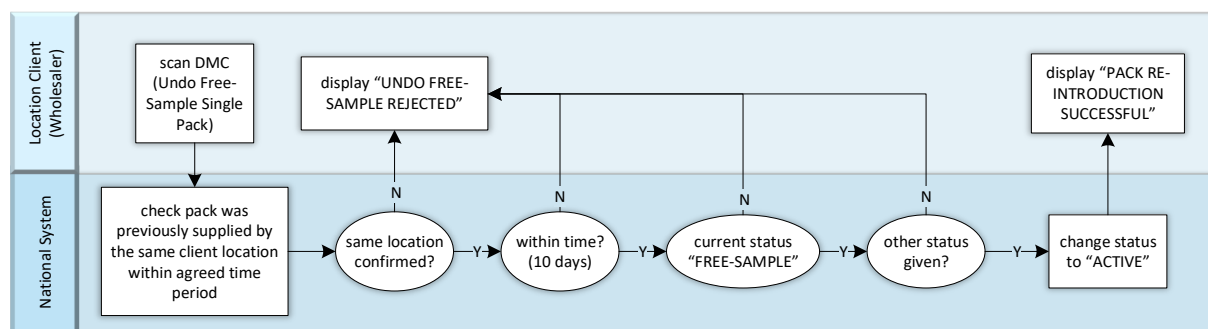 Location Client
(Wholesaler)
scan DMC
(Undo Free-
Sample Single
Pack)
display “UNDO FREE-
SAMPLE REJECTED”
display “PACK RE-
INTRODUCTION
SUCCESSFUL”
National System
check pack was
previously supplied by
the same client location
within agreed time
period
same location
confirmed?
N
Y
within time?
(10 days)
N
Y
current status
“FREE-SAMPLE”
N
Y
other status
given?
N
Y
change status
to “ACTIVE”